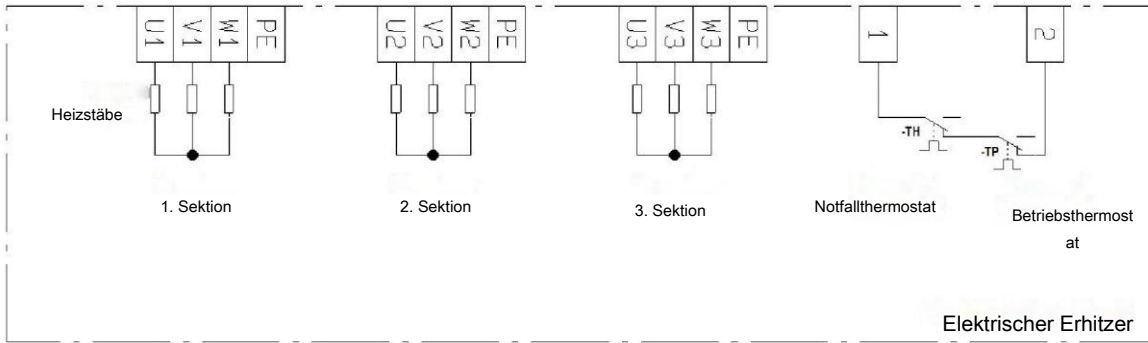 U1 V1 W1 PE
U2 V2 W2 PE
U3 V3 W3 PE
1
2
Heizstäbe
-TH
-TP
1. Sektion
2. Sektion
3. Sektion
Notfallthermostat
Betriebsthermost
at
Elektrischer Erhitzer